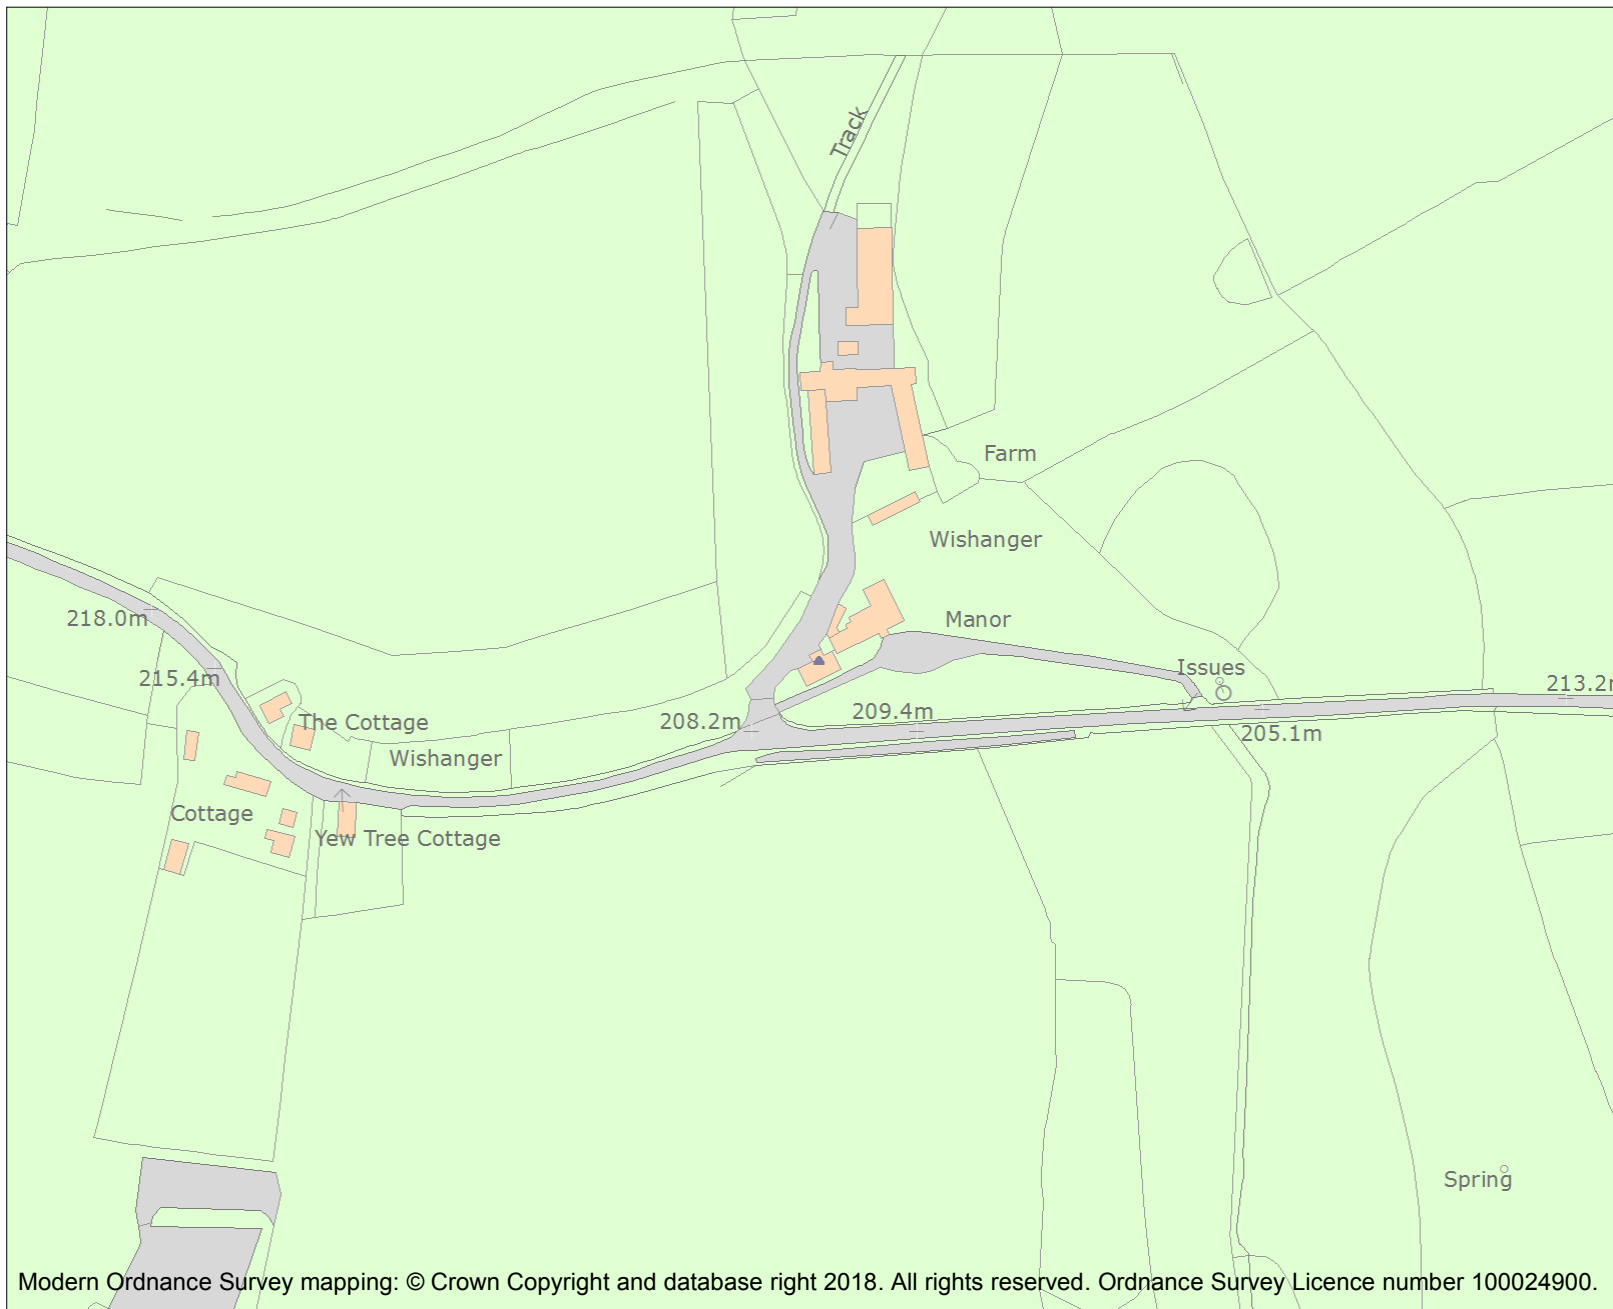 Track
Farm
Wishanger
Manor
218.0m
215.4m
Issues
213.2m
The Cottage
208.2m
209.4m
205.1m
Wishanger
Cottage
Yew Tree Cottage
Spring
Modern Ordnance Survey mapping: © Crown Copyright and database right 2018. All rights reserved. Ordnance Survey Licence number 100024900.